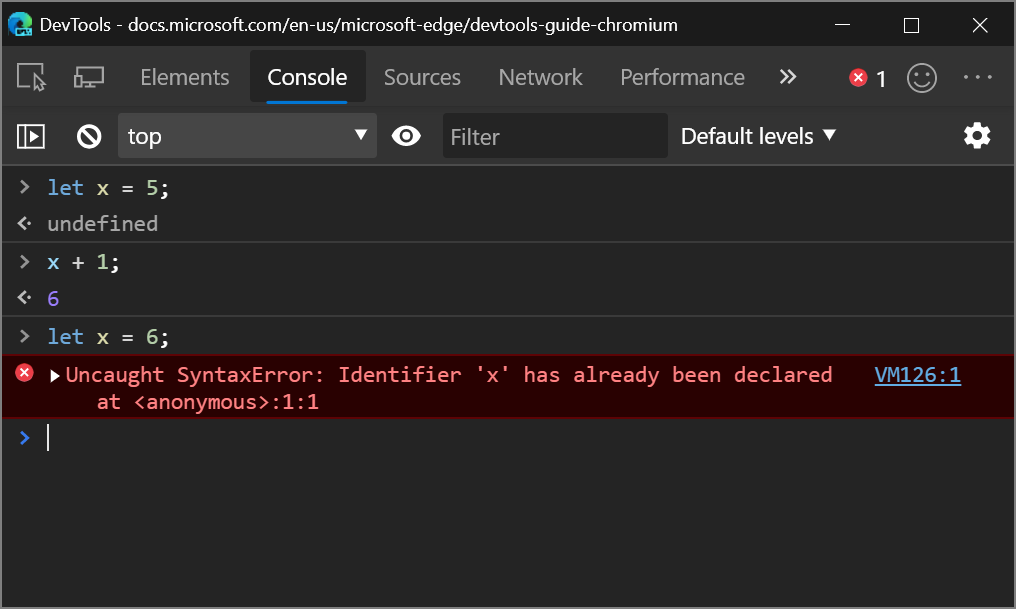 DevTools - docs.microsoft.com/en-us/microsoft-edge/devtools-guide-chromium
Elements Console Sources Network Performance » 1
top Filter Default levels
> let x = 5;
undefined
> x + 1;
6
> let x = 6;
Uncaught SyntaxError: Identifier 'x' has already been declared VM126:1
at <anonymous>:1:1
>